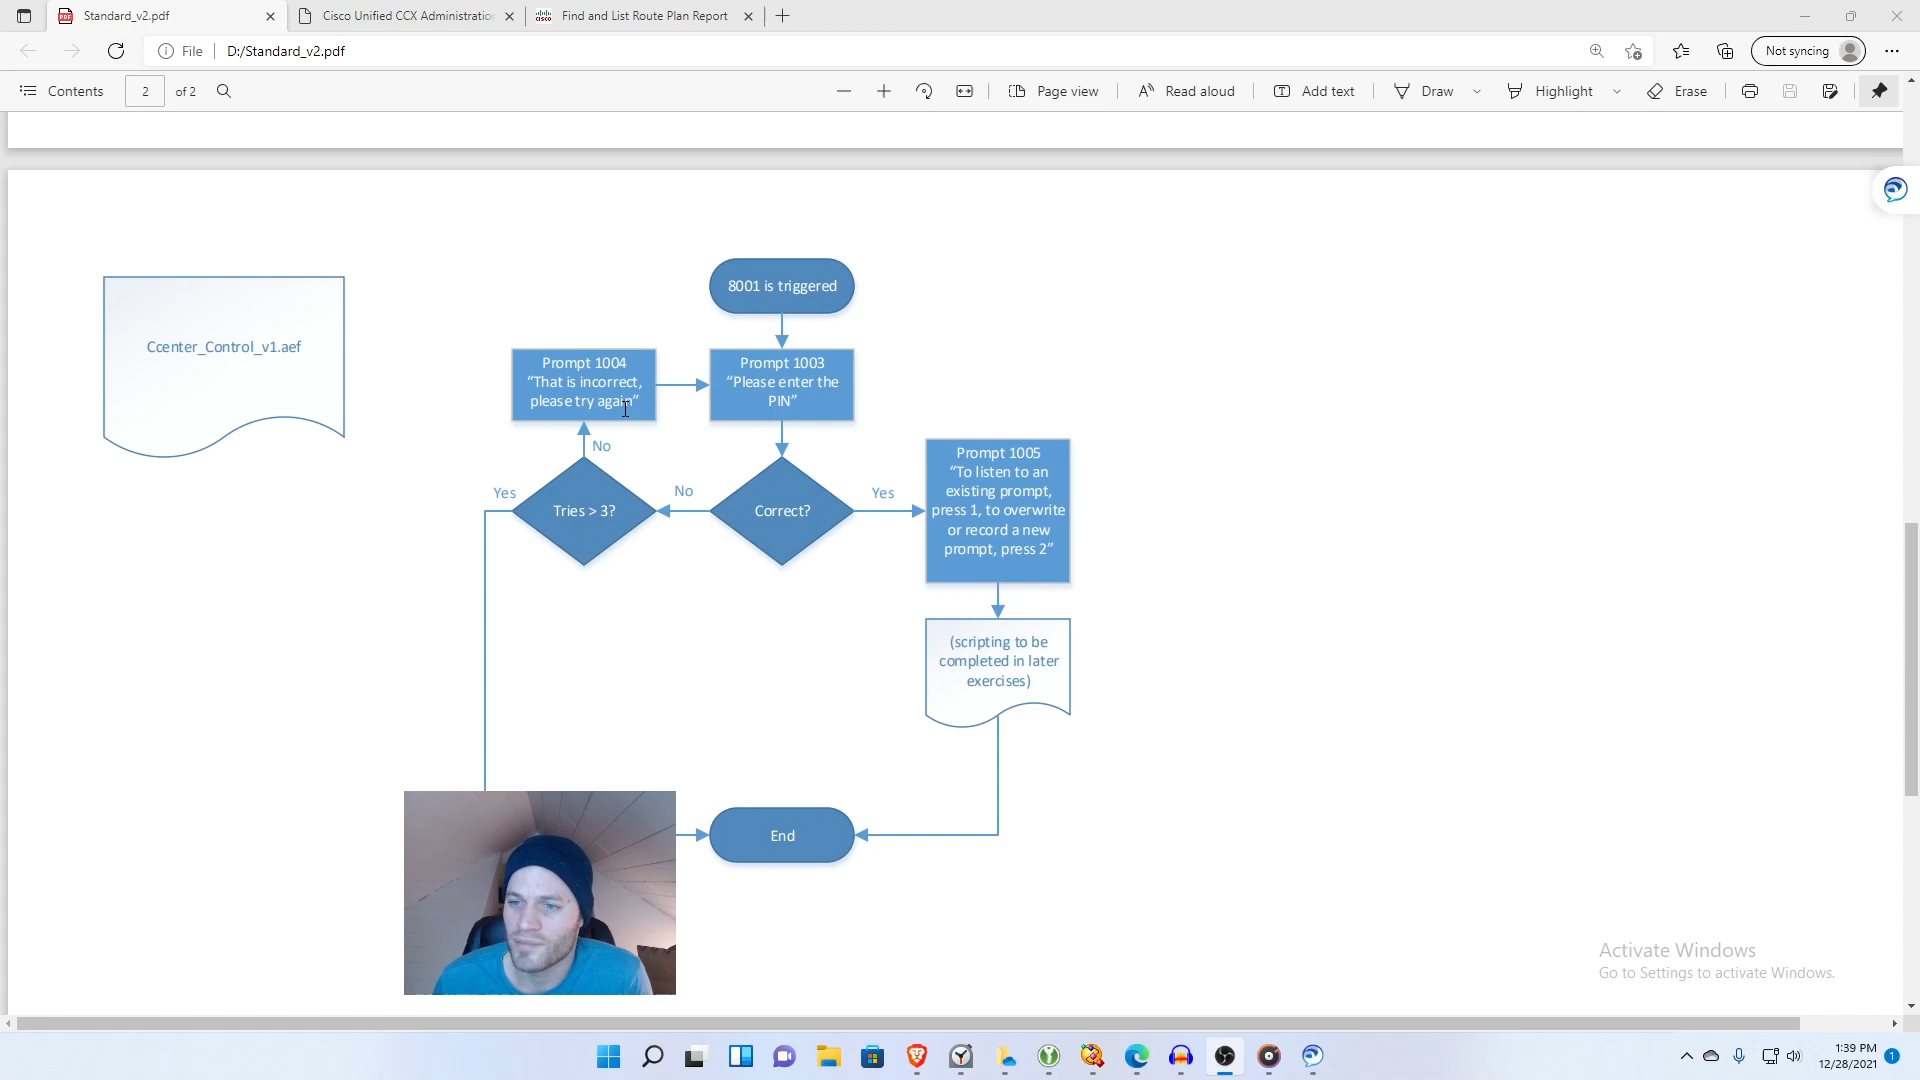 Standard_v2.pdf
Cisco Unified CCX Administration
Find and List Route Plan Report
File
D:/Standard_v2.pdf
Not syncing
Contents
2
of 2
Page view
Read aloud
Add text
Draw
Highlight
Erase
8001 is triggered
Ccenter_Control_v1.aef
Prompt 1004
“That is incorrect,
please try again”
Prompt 1003
“Please enter the
PIN”
No
Prompt 1005
“To listen to an
existing prompt,
press 1, to overwrite
or record a new
prompt, press 2”
Yes
Tries > 3?
No
Correct?
Yes
(scripting to be
completed in later
exercises)
End
Activate Windows
Go to Settings to activate Windows.
1:39 PM
12/28/2021
1